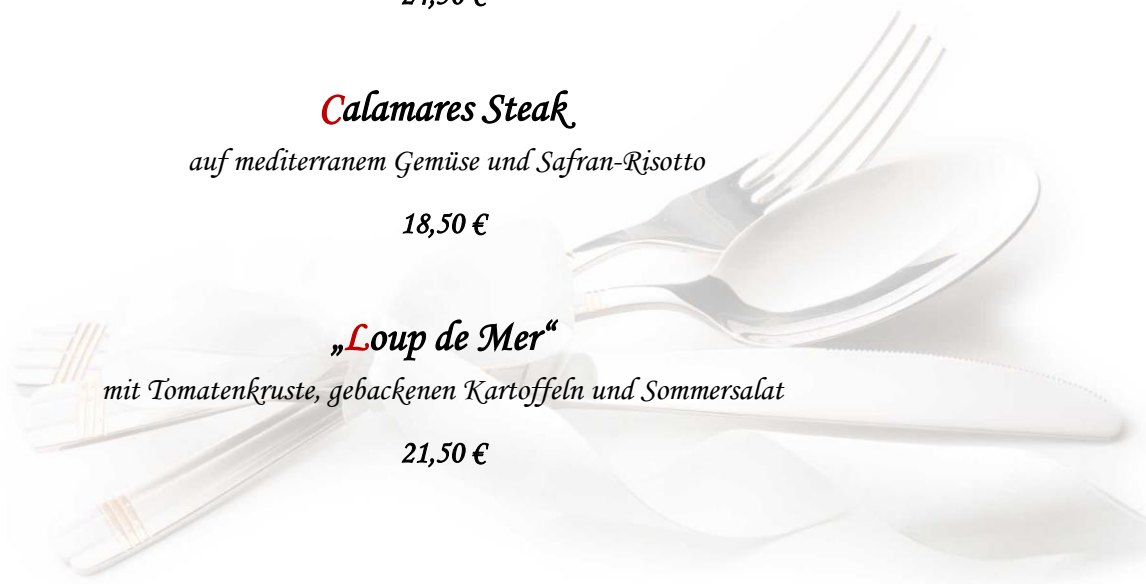 Calamares Steak
auf mediterranem Gemüse und Safran-Risotto
18,50 €
„Loup de Mer“
mit Tomatenkruste, gebackenen Kartoffeln und Sommersalat
21,50 €